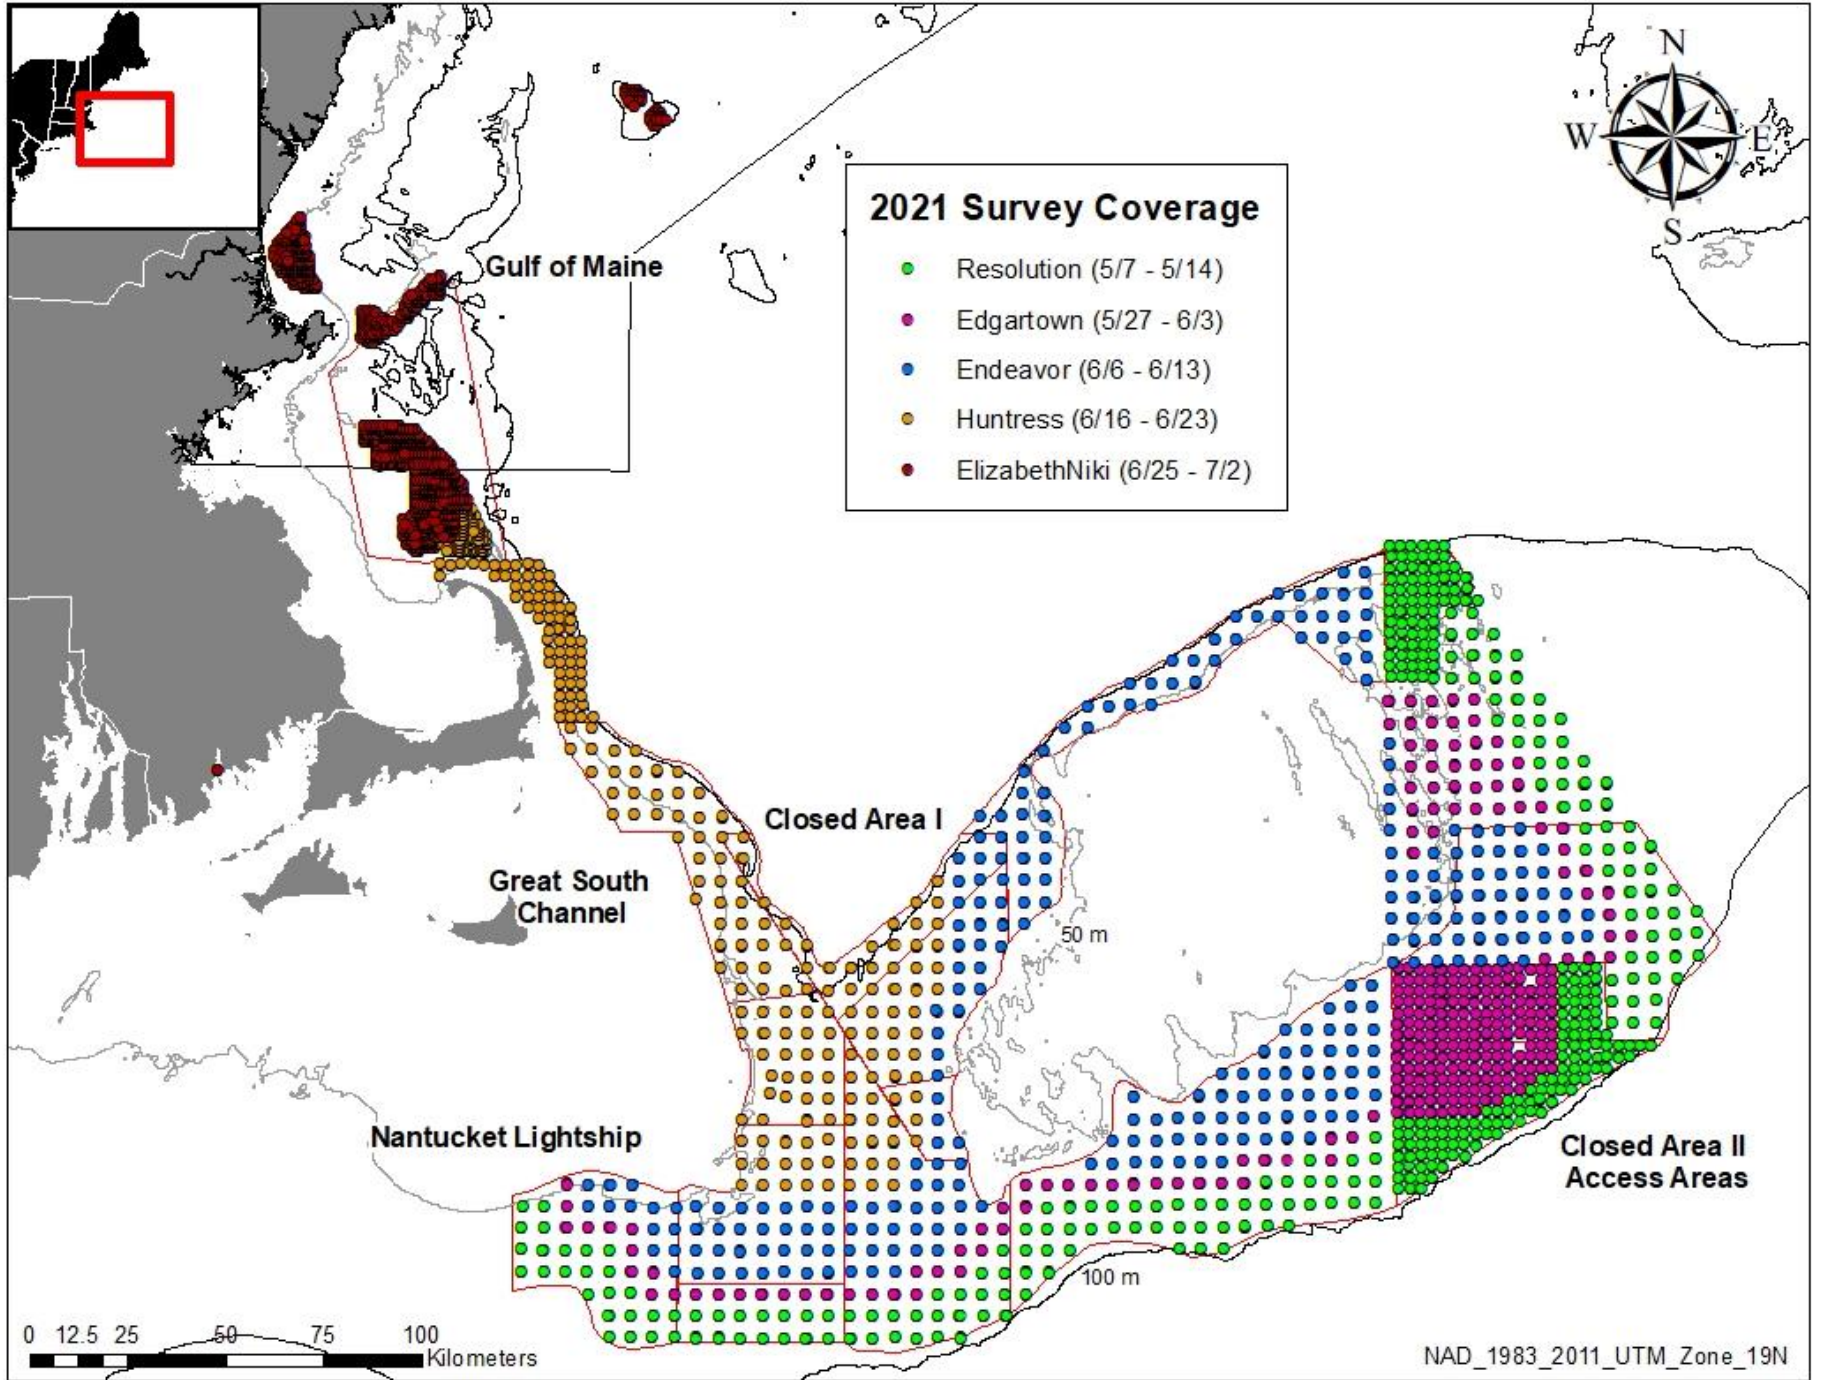 N
W
E
S
2021 Survey Coverage
Resolution (5/7 - 5/14)
Edgartown (5/27 - 6/3)
Endeavor (6/6 - 6/13)
Huntress (6/16 - 6/23)
ElizabethNiki (6/25 - 7/2)
Gulf of Maine
Closed Area I
Great South
Channel
50 m
Nantucket Lightship
Closed Area II
Access Areas
100 m
0 12.5 25 50 75 100
Kilometers
NAD_1983_2011_UTM_Zone_19N